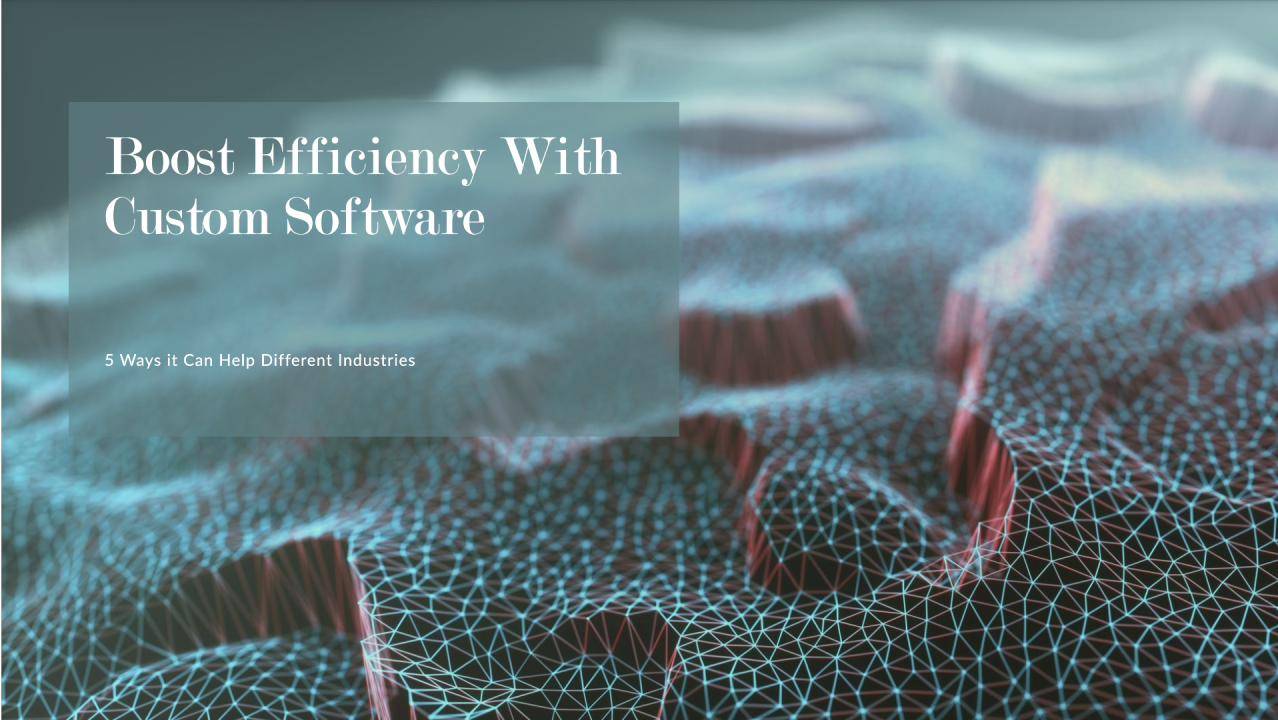 Boost Efficiency With
Custom Software
5 Ways it Can Help Different Industries